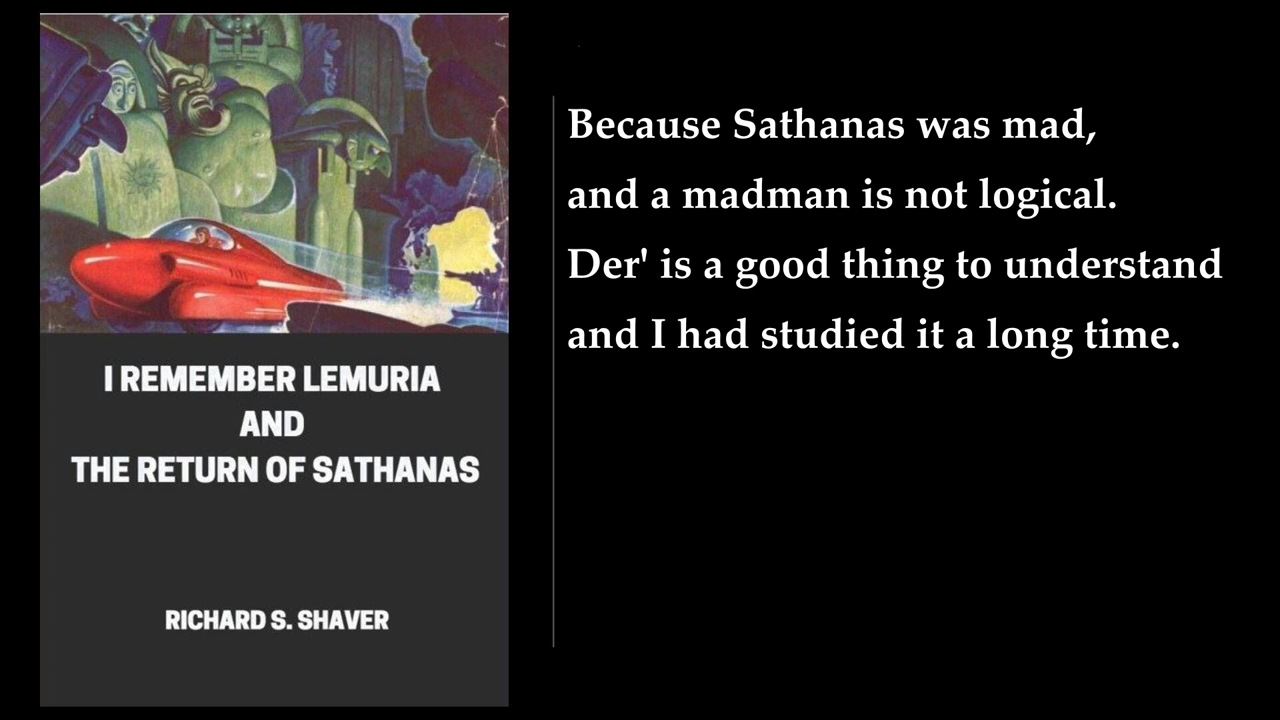 I REMEMBER LEMURIA
AND
THE RETURN OF SATHANAS
RICHARD S. SHAVER
Because Sathanas was mad,
and a madman is not logical.
Der' is a good thing to understand
and I had studied it a long time.